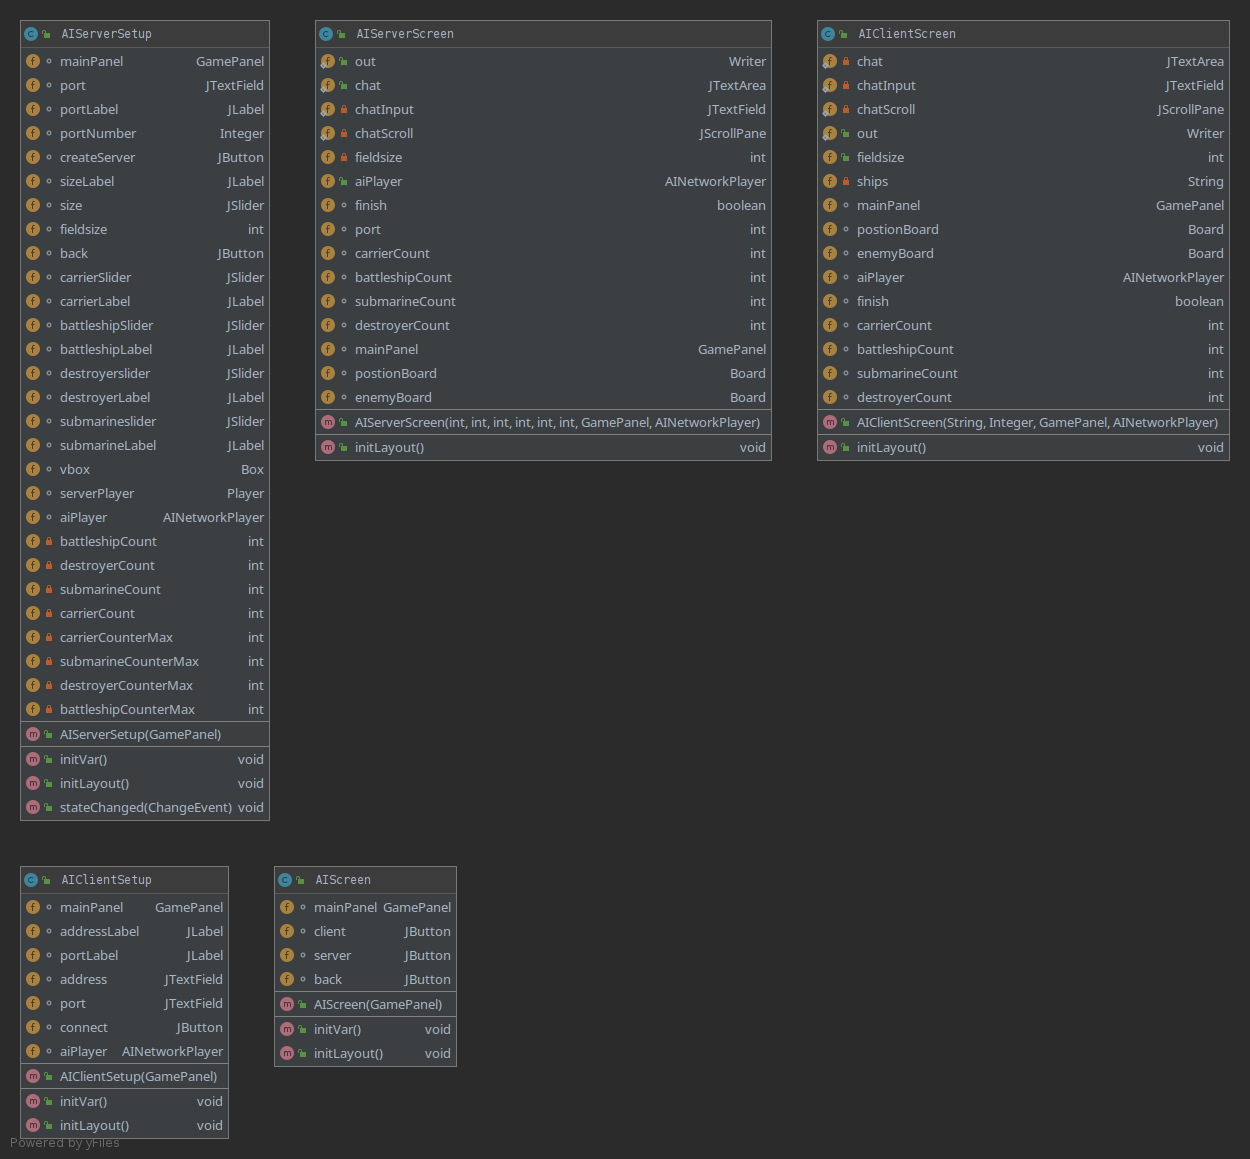 AIServerSetup
mainPanel GamePanel
port JTextField
portLabel JLabel
portNumber Integer
createServer JButton
sizeLabel JLabel
size JSlider
fieldsize int
back JButton
carrierSlider JSlider
carrierLabel JLabel
battleshipSlider JSlider
battleshipLabel JLabel
destroyerslider JSlider
destroyerLabel JLabel
submarineslider JSlider
submarineLabel JLabel
vbox Box
serverPlayer Player
aiPlayer AINetworkPlayer
battleshipCount int
destroyerCount int
submarineCount int
carrierCount int
carrierCounterMax int
submarineCounterMax int
destroyerCounterMax int
battleshipCounterMax int
AIServerSetup(GamePanel)
initVar() void
initLayout() void
stateChanged(ChangeEvent) void
AIServerScreen
out Writer
chat JTextArea
chatInput JTextField
chatScroll JScrollPane
fieldsize int
aiPlayer AINetworkPlayer
finish boolean
port int
carrierCount int
battleshipCount int
submarineCount int
destroyerCount int
mainPanel GamePanel
postionBoard Board
enemyBoard Board
AIServerScreen(int, int, int, int, int, int, GamePanel, AINetworkPlayer)
initLayout() void
AIClientScreen
chat JTextArea
chatInput JTextField
chatScroll JScrollPane
out Writer
fieldsize int
ships String
mainPanel GamePanel
postionBoard Board
enemyBoard Board
aiPlayer AINetworkPlayer
finish boolean
carrierCount int
battleshipCount int
submarineCount int
destroyerCount int
AIClientScreen(String, Integer, GamePanel, AINetworkPlayer)
initLayout() void
AIClientSetup
mainPanel GamePanel
addressLabel JLabel
portLabel JLabel
address JTextField
port JTextField
connect JButton
aiPlayer AINetworkPlayer
AIClientSetup(GamePanel)
initVar() void
initLayout() void
AIScreen
mainPanel GamePanel
client JButton
server JButton
back JButton
AIScreen(GamePanel)
initVar() void
initLayout() void
Powered by yFiles